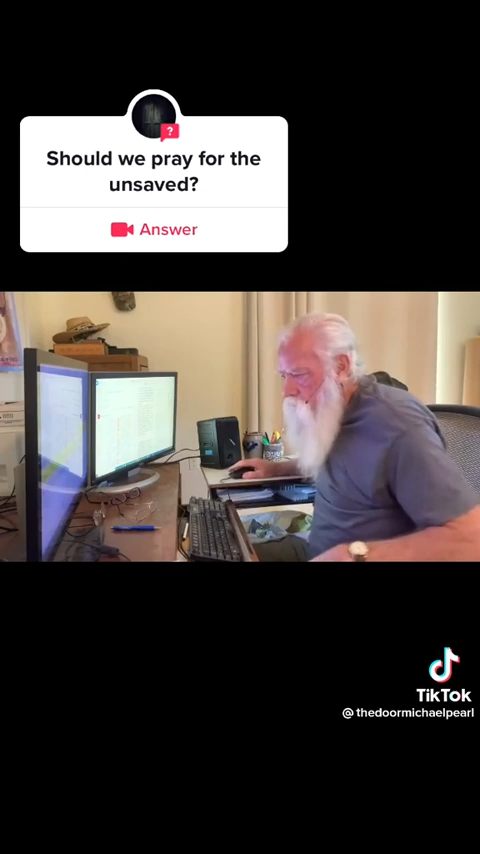 ?
Should we pray for the
unsaved?
Answer
TikTok
@thedoormichaelpearl